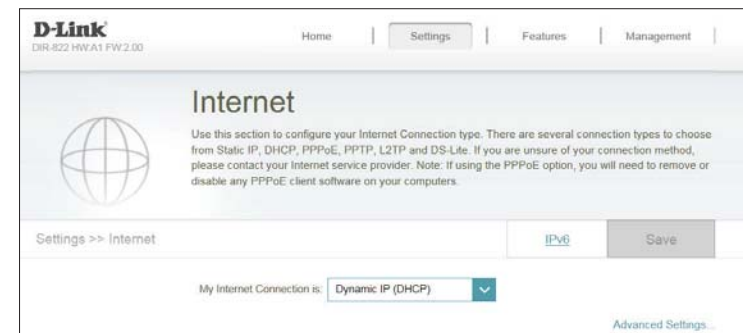 D-Link
DIR-822 HW:A1 FW:2.00
Home | Settings | Features | Management |
Internet
Use this section to configure your Internet Connection type. There are several connection types to choose
from Static IP, DHCP, PPPoE, PPTP, L2TP and DS-Lite. If you are unsure of your connection method,
please contact your Internet service provider. Note: If using the PPPoE option, you will need to remove or
disable any PPPoE client software on your computers.
Settings >> Internet
IPv6
Save
My Internet Connection is: Dynamic IP (DHCP)
Advanced Settings...